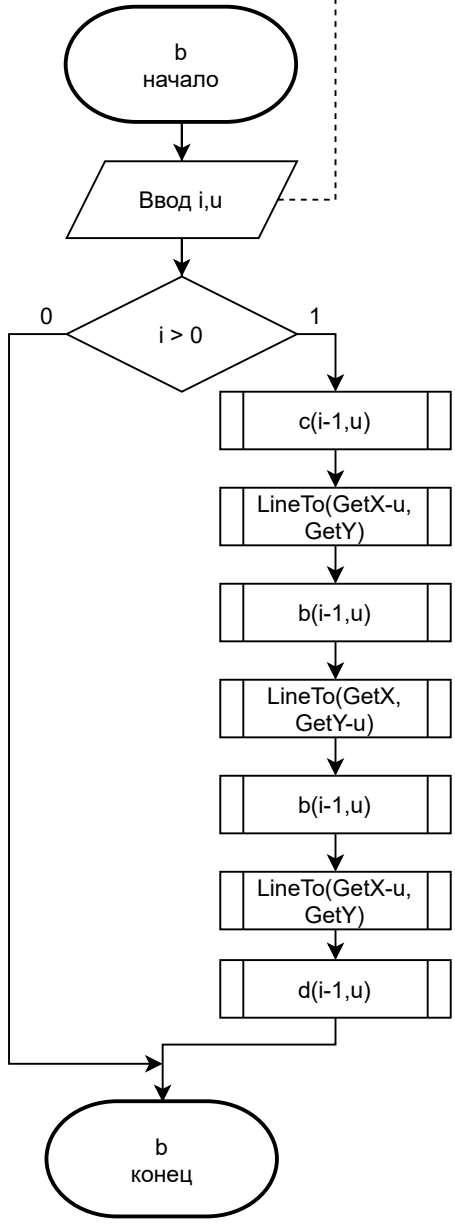 b
начало
Ввод i,u
0
i > 0
1
c(i-1,u)
LineTo(GetX-u,
GetY)
b(i-1,u)
LineTo(GetX,
GetY-u)
b(i-1,u)
LineTo(GetX-u,
GetY)
d(i-1,u)
b
конец